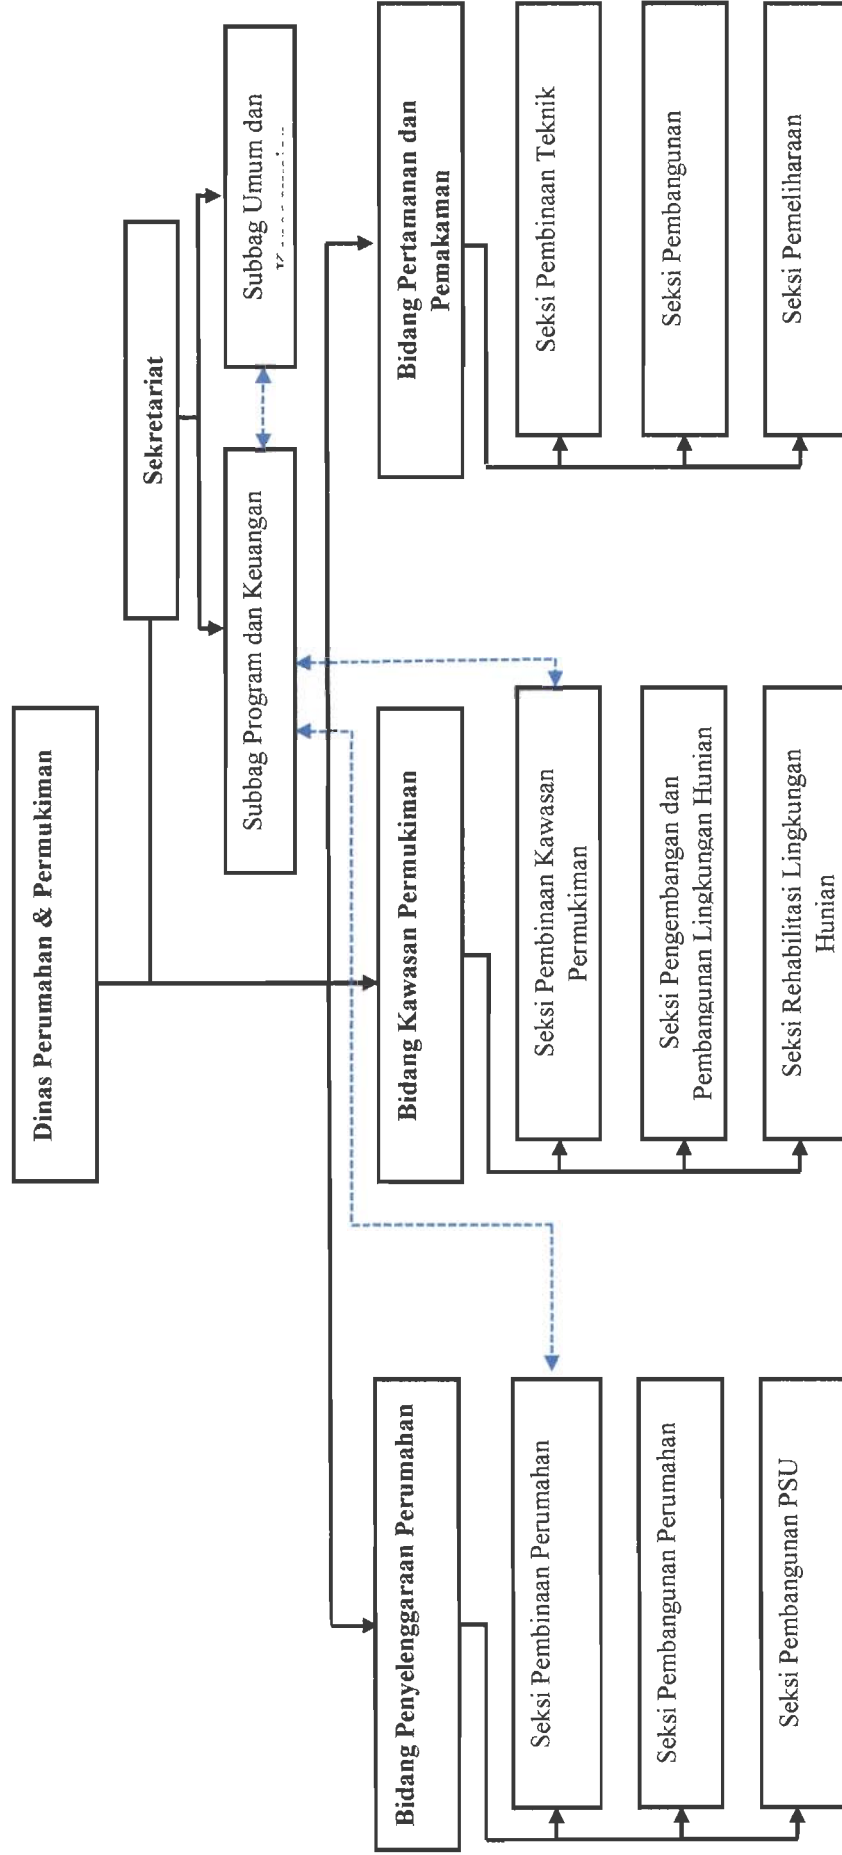 Dinas Perumahan & Permukiman
Sekretariat
Subbag Program dan Keuangan
Subbag Umum dan
Bidang Penyelenggaraan Perumahan
Seksi Pembinaan Perumahan
Seksi Pembangunan Perumahan
Seksi Pembangunan PSU
Bidang Kawasan Permukiman
Seksi Pembinaan Kawasan
Permukiman
Seksi Pengembangan dan
Pembangunan Lingkungan Hunian
Seksi Rehabilitasi Lingkungan
Hunian
Bidang Pertamanan dan
Pemakaman
Seksi Pembinaan Teknik
Seksi Pembangunan
Seksi Pemeliharaan